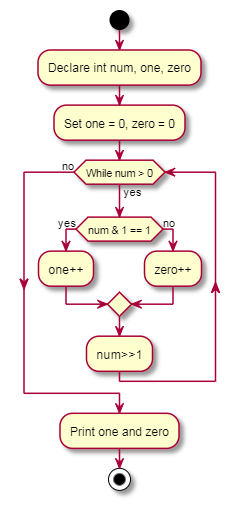 Declare int num, one, zero
Set one = 0, zero = 0
no
While num > 0
yes
yes
num & 1 == 1
no
one++
zero++
num>>1
Print one and zero